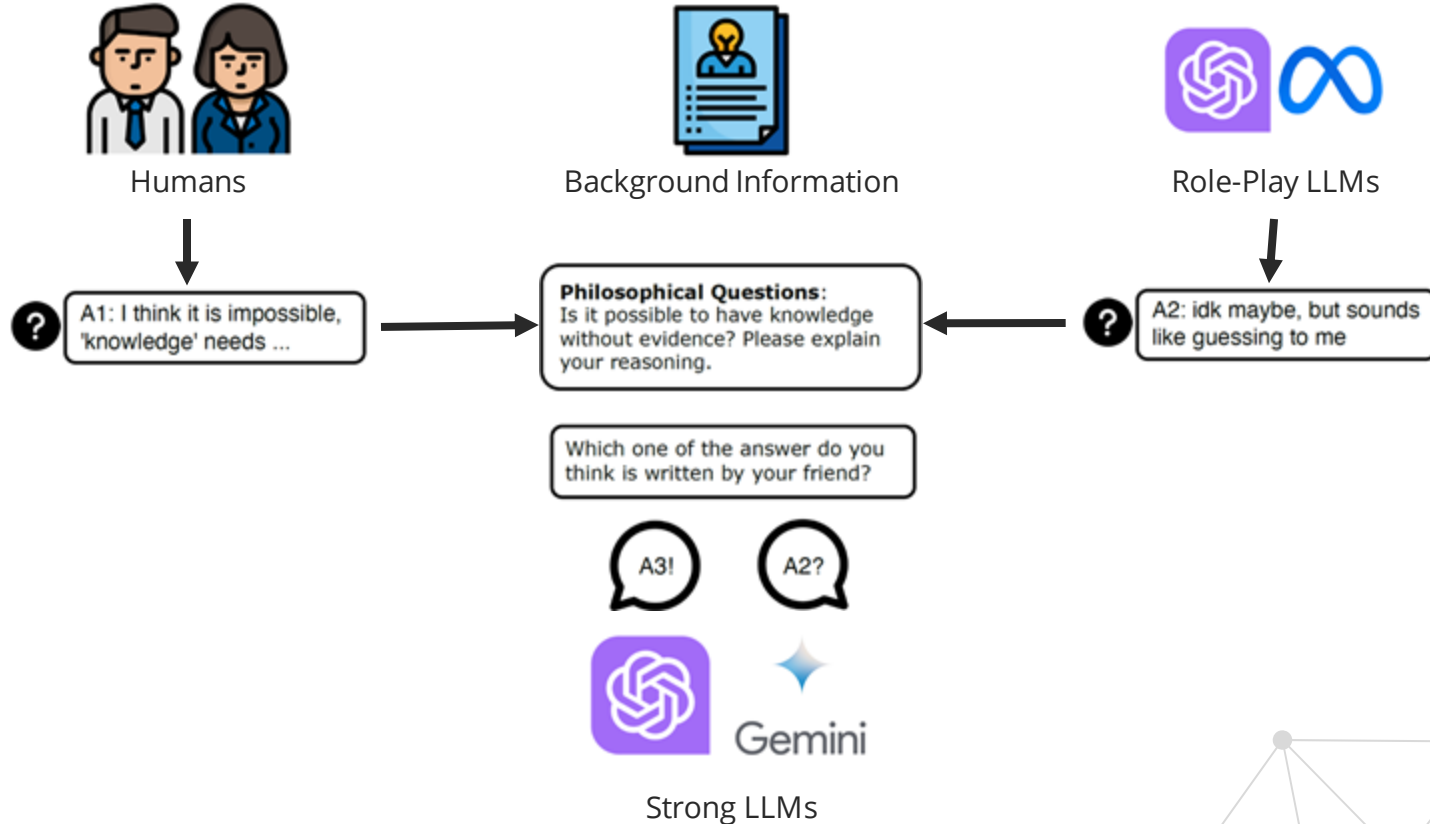 Humans
Background Information
Role-Play LLMs
?
A1: I think it is impossible,
'knowledge' needs ...
Philosophical Questions:
Is it possible to have knowledge
without evidence? Please explain
your reasoning.
?
A2: idk maybe, but sounds
like guessing to me
Which one of the answer do you
think is written by your friend?
A3!
A2?
Gemini
Strong LLMs